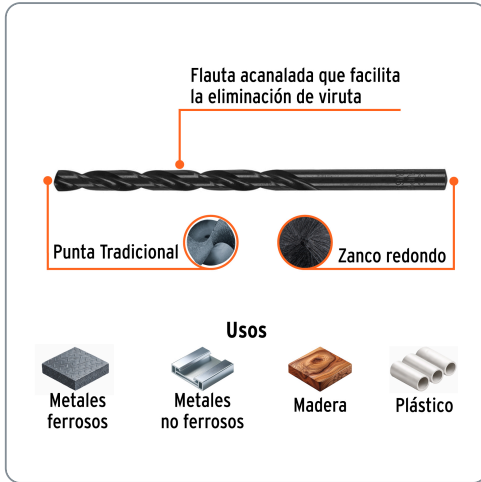 Flauta acanalada que facilita
la eliminación de viruta
Punta Tradicional
Zanco redondo
Usos
Metales
ferrosos
Metales
no ferrosos
Madera
Plástico